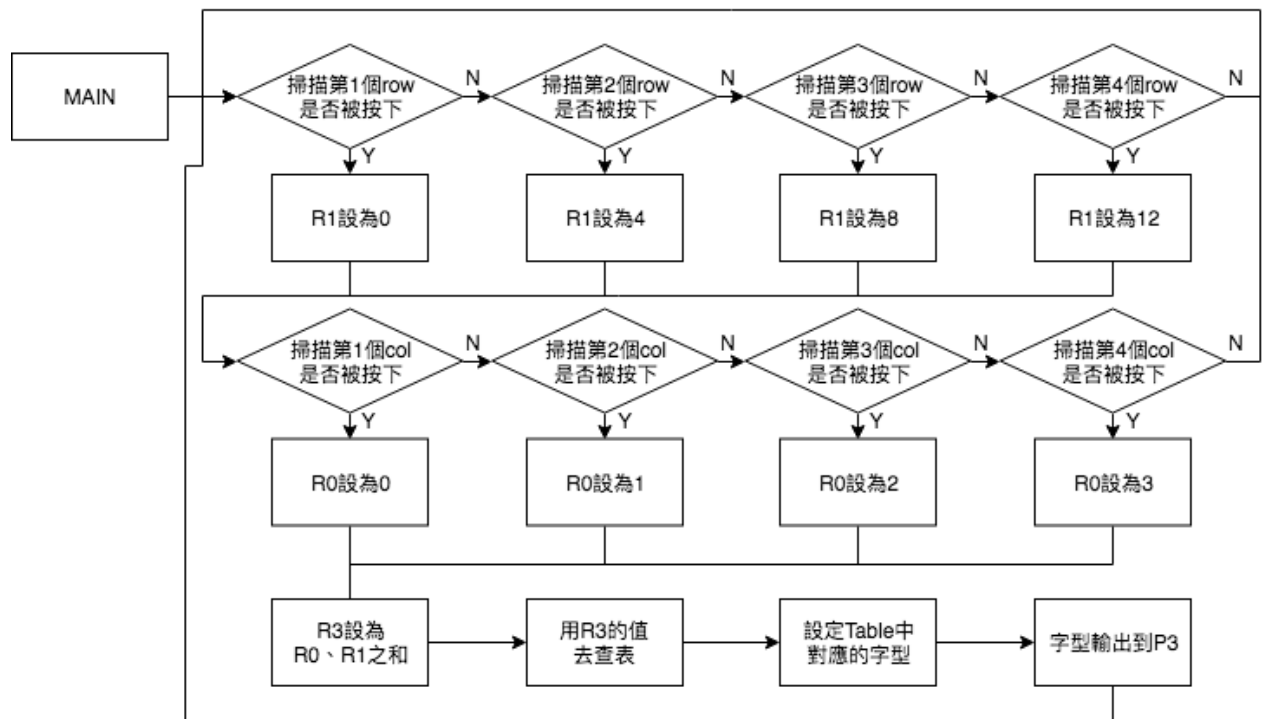 MAIN
掃描第1個row
是否被按下
N
掃描第2個row
是否被按下
N
掃描第3個row
是否被按下
N
掃描第4個row
是否被按下
N
Y
Y
Y
Y
R1設為0
R1設為4
R1設為8
R1設為12
掃描第1個col
是否被按下
N
掃描第2個col
是否被按下
N
掃描第3個col
是否被按下
N
掃描第4個col
是否被按下
N
Y
Y
Y
Y
R0設為0
R0設為1
R0設為2
R0設為3
R3設為
R0、R1之和
用R3的值
去查表
設定Table中
對應的字型
字型輸出到P3